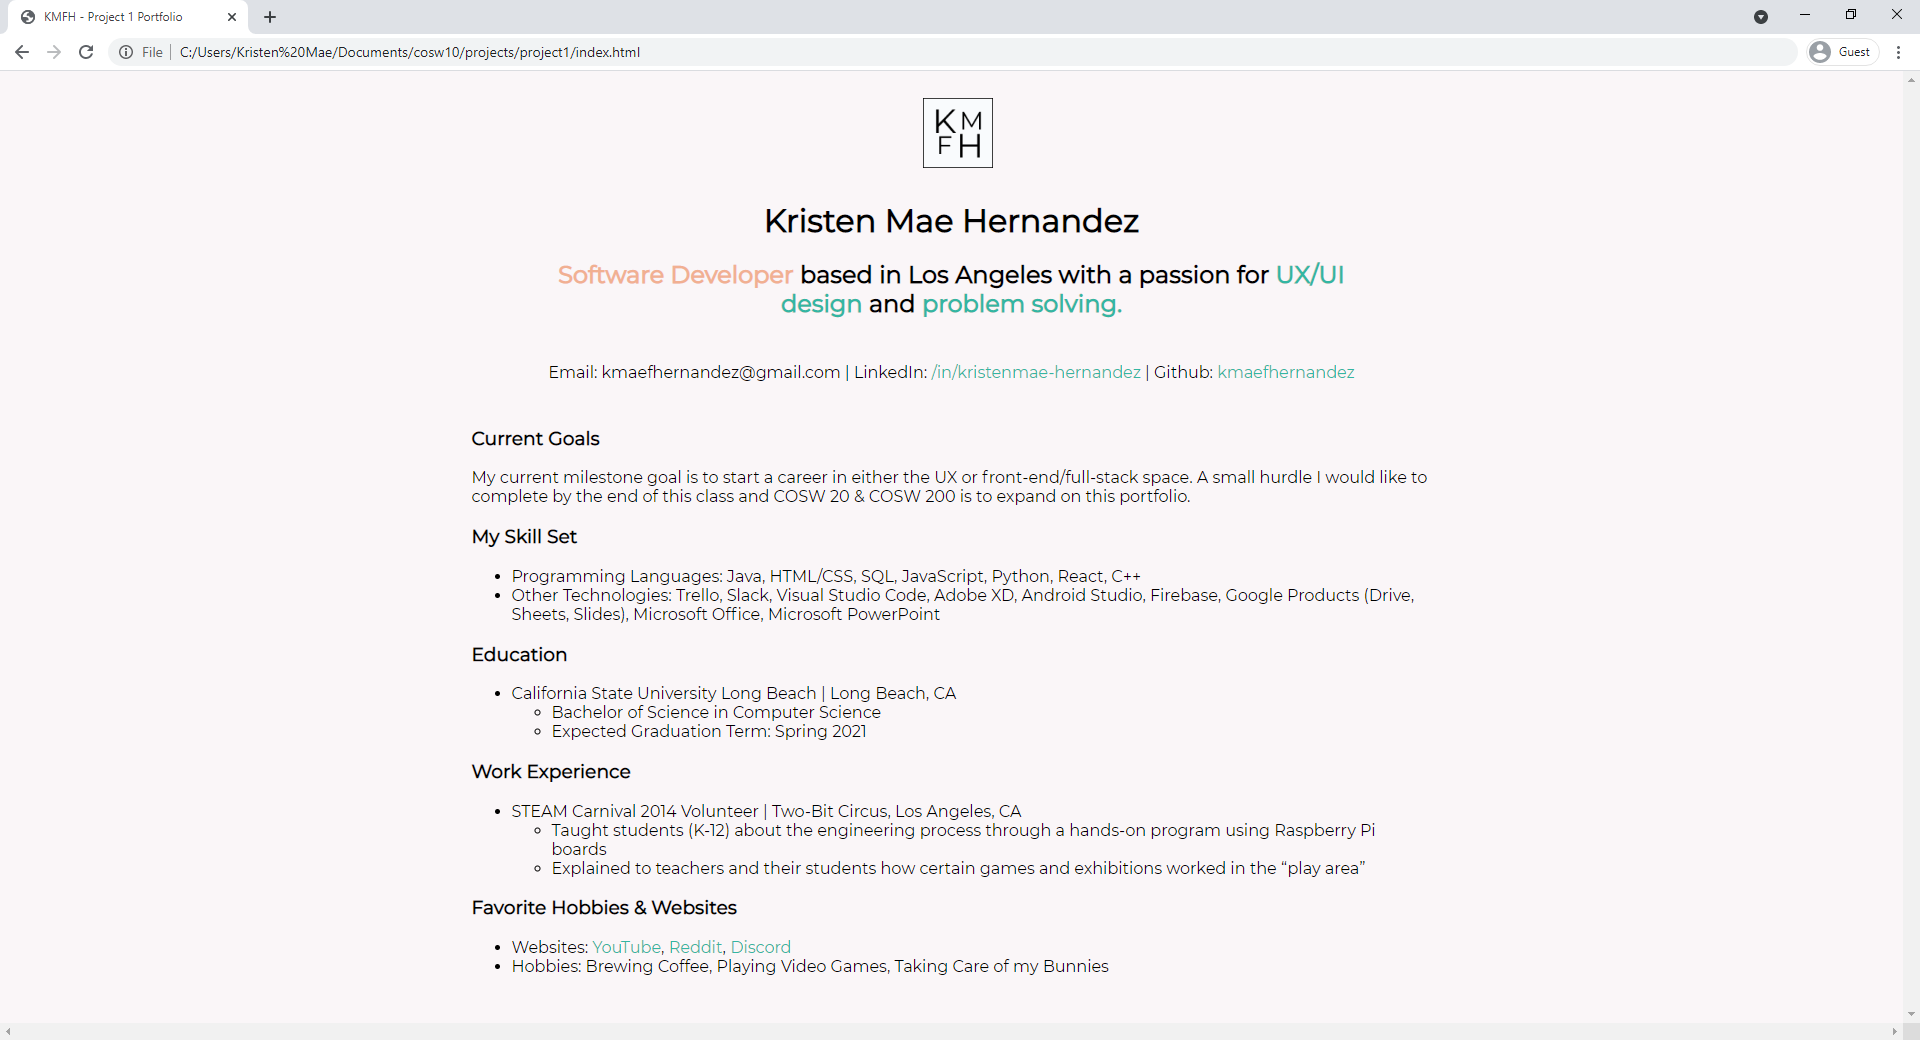 KMFH - Project 1 Portfolio
File | C:/Users/Kristen%20Mae/Documents/cosw10/projects/project1/index.html
Guest
K M
F H
Kristen Mae Hernandez
Software Developer based in Los Angeles with a passion for UX/UI
design and problem solving.
Email: kmaefhernandez@gmail.com | LinkedIn: /in/kristenmae-hernandez | Github: kmaefhernandez
Current Goals
My current milestone goal is to start a career in either the UX or front-end/full-stack space. A small hurdle I would like to
complete by the end of this class and COSW 20 & COSW 200 is to expand on this portfolio.
My Skill Set
• Programming Languages: Java, HTML/CSS, SQL, JavaScript, Python, React, C++
• Other Technologies: Trello, Slack, Visual Studio Code, Adobe XD, Android Studio, Firebase, Google Products (Drive,
Sheets, Slides), Microsoft Office, Microsoft PowerPoint
Education
• California State University Long Beach | Long Beach, CA
◦ Bachelor of Science in Computer Science
◦ Expected Graduation Term: Spring 2021
Work Experience
• STEAM Carnival 2014 Volunteer | Two-Bit Circus, Los Angeles, CA
◦ Taught students (K-12) about the engineering process through a hands-on program using Raspberry Pi
boards
◦ Explained to teachers and their students how certain games and exhibitions worked in the “play area”
Favorite Hobbies & Websites
• Websites: YouTube, Reddit, Discord
• Hobbies: Brewing Coffee, Playing Video Games, Taking Care of my Bunnies